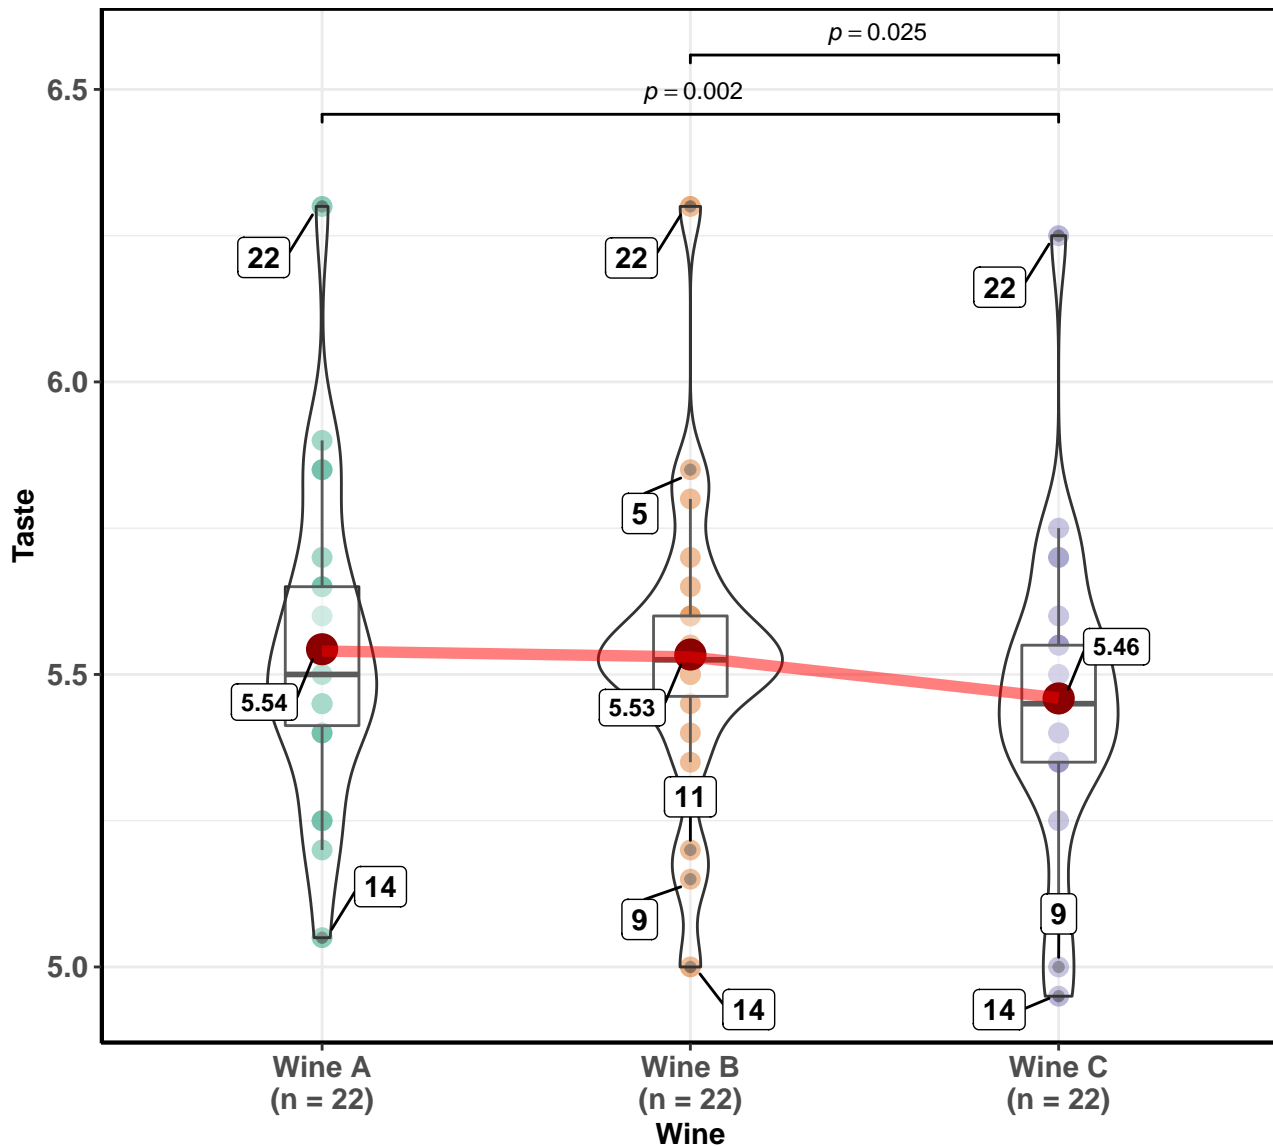 p = 0.025
6.5
p = 0.002
22
22
22
6.0
5
Taste
5.46
5.5
5.54
5.53
11
14
9
9
5.0
14
14
Wine A
(n = 22)
Wine B
(n = 22)
Wine C
(n = 22)
Wine